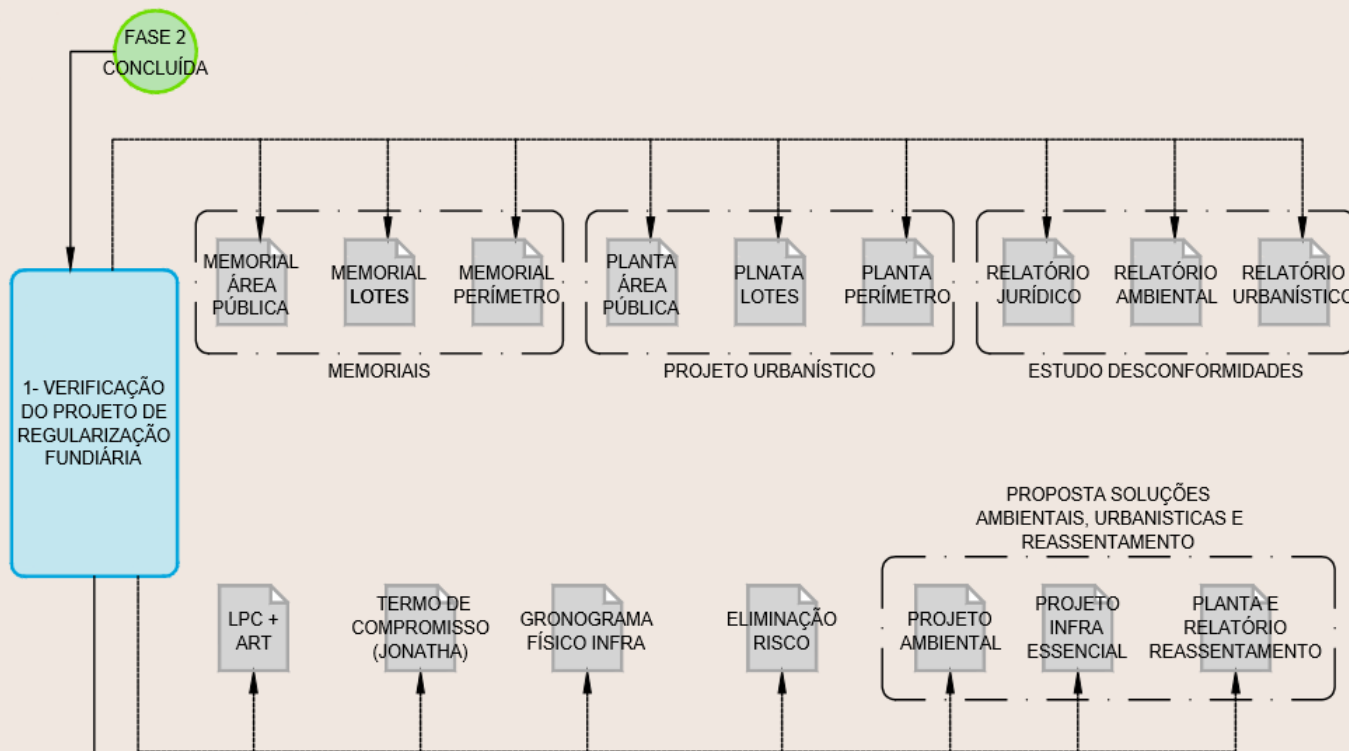 FASE 2
CONCLUÍDA
MEMORIAL
ÁREA
PÚBLICA
MEMORIAL
LOTES
MEMORIAL
PERÍMETRO
MEMORIAIS
PLANTA
ÁREA
PÚBLICA
PLNATA
LOTES
PLANTA
PERÍMETRO
PROJETO URBANÍSTICO
RELATÓRIO
JURÍDICO
RELATÓRIO
AMBIENTAL
RELATÓRIO
URBANÍSTICO
ESTUDO DESCONFORMIDADES
1- VERIFICAÇÃO
DO PROJETO DE
REGULARIZAÇÃO
FUNDIÁRIA
LPC +
ART
TERMO DE
COMPROMISSO
(JONATHA)
GRONOGRAMA
FÍSICO INFRA
ELIMINAÇÃO
RISCO
PROPOSTA SOLUÇÕES
AMBIENTAIS, URBANISTICAS E
REASSENTAMENTO
PROJETO
AMBIENTAL
PROJETO
INFRA
ESSENCIAL
PLANTA E
RELATÓRIO
REASSENTAMENTO